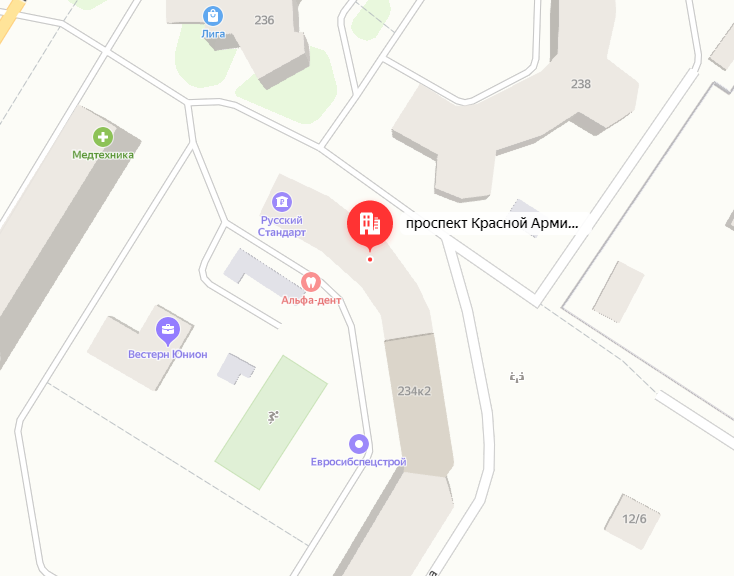 236
Лига
238
Медтехника
Русский
Стандарт
проспект Красной Арми...
Альфа-дент
Вестерн Юнион
234к2
Евросибспецстрой
12/6